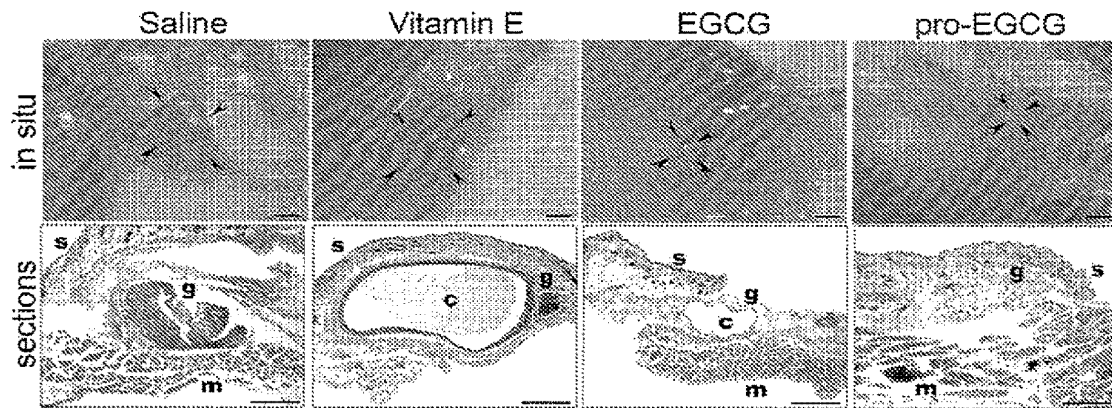 Saline Vitamin E EGCG pro-EGCG
in situ
sections
s g m
s c g
s g c m
g s m